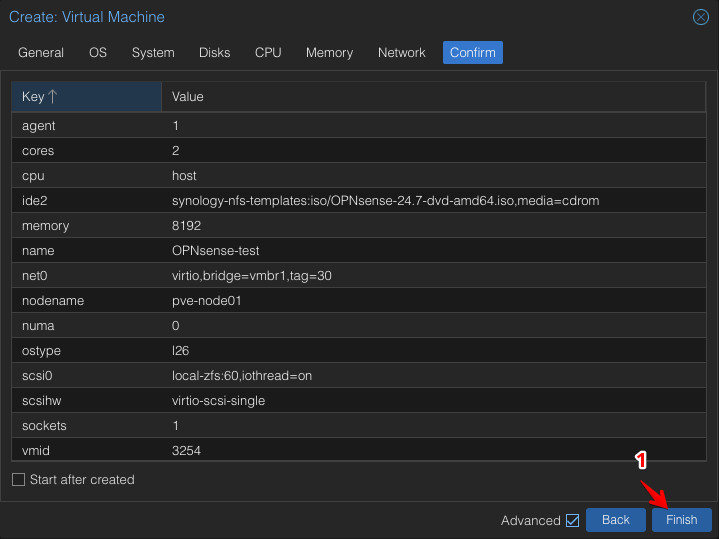 Create: Virtual Machine
General OS System Disks CPU Memory Network Confirm
Key Value
agent 1
cores 2
cpu host
ide2 synology-nfs-templates:iso/OPNsense-24.7-dvd-amd64.iso,media=cdrom
memory 8192
name OPNsense-test
net0 virtio,bridge=vmbr1,tag=30
nodename pve-node01
numa 0
ostype l26
scsi0 local-zfs:60,iothread=on
scsihw virtio-scsi-single
sockets 1
vmid 3254
Start after created
1
Advanced Back Finish